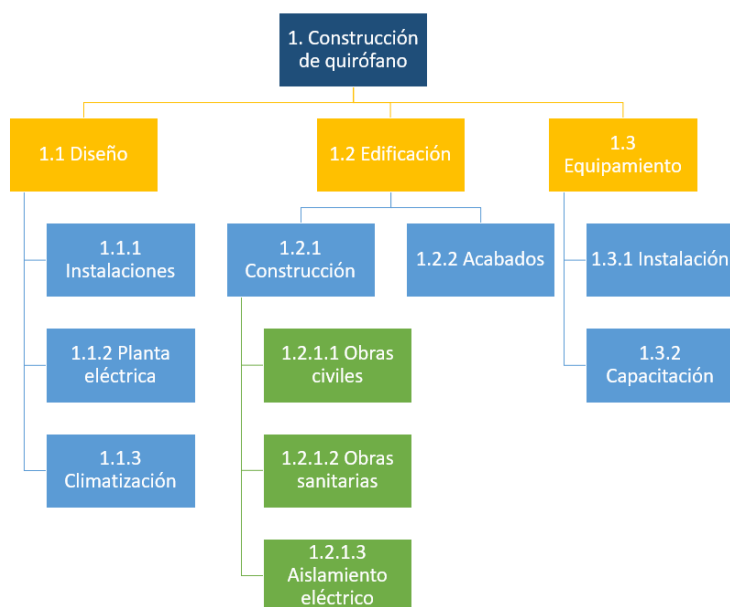 1. Construcción
de quirófano
1.1 Diseño
1.2 Edificación
1.3
Equipamiento
1.1.1
Instalaciones
1.2.1
Construcción
1.2.2 Acabados
1.3.1 Instalación
1.1.2 Planta
eléctrica
1.2.1.1 Obras
civiles
1.3.2
Capacitación
1.1.3
Climatización
1.2.1.2 Obras
sanitarias
1.2.1.3
Aislamiento
eléctrico